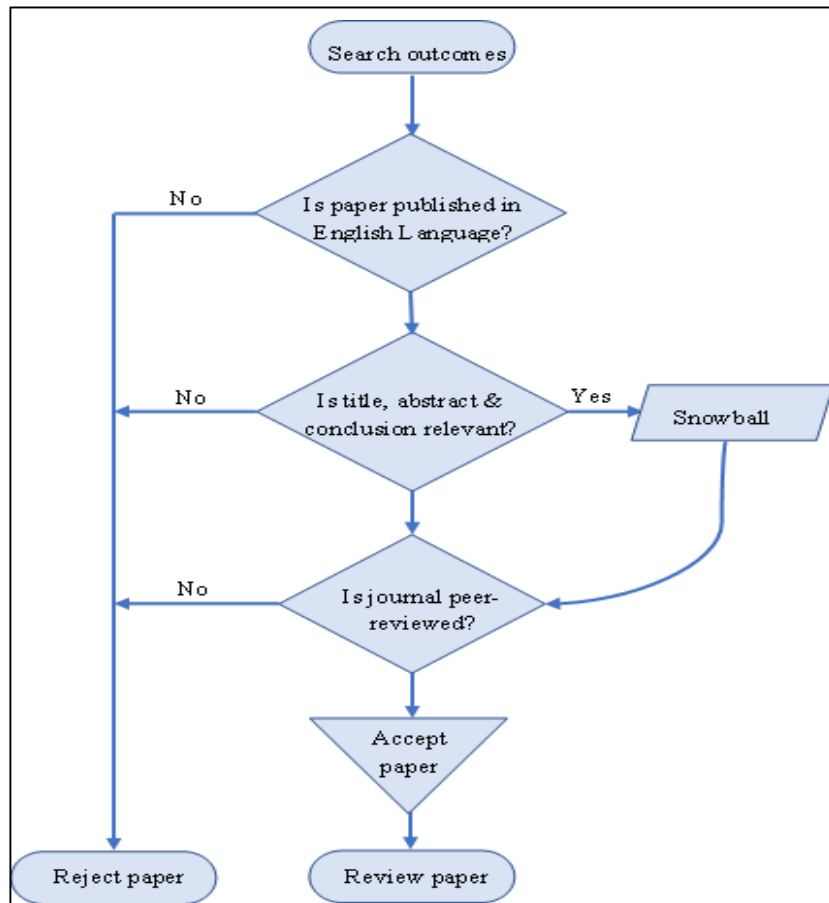 Search outcomes
No
Is paper published in
English Language?
No
Is title, abstract &
conclusion relevant?
Yes
Snowball
No
Is journal peer-
reviewed?
Accept
paper
Reject paper
Review paper